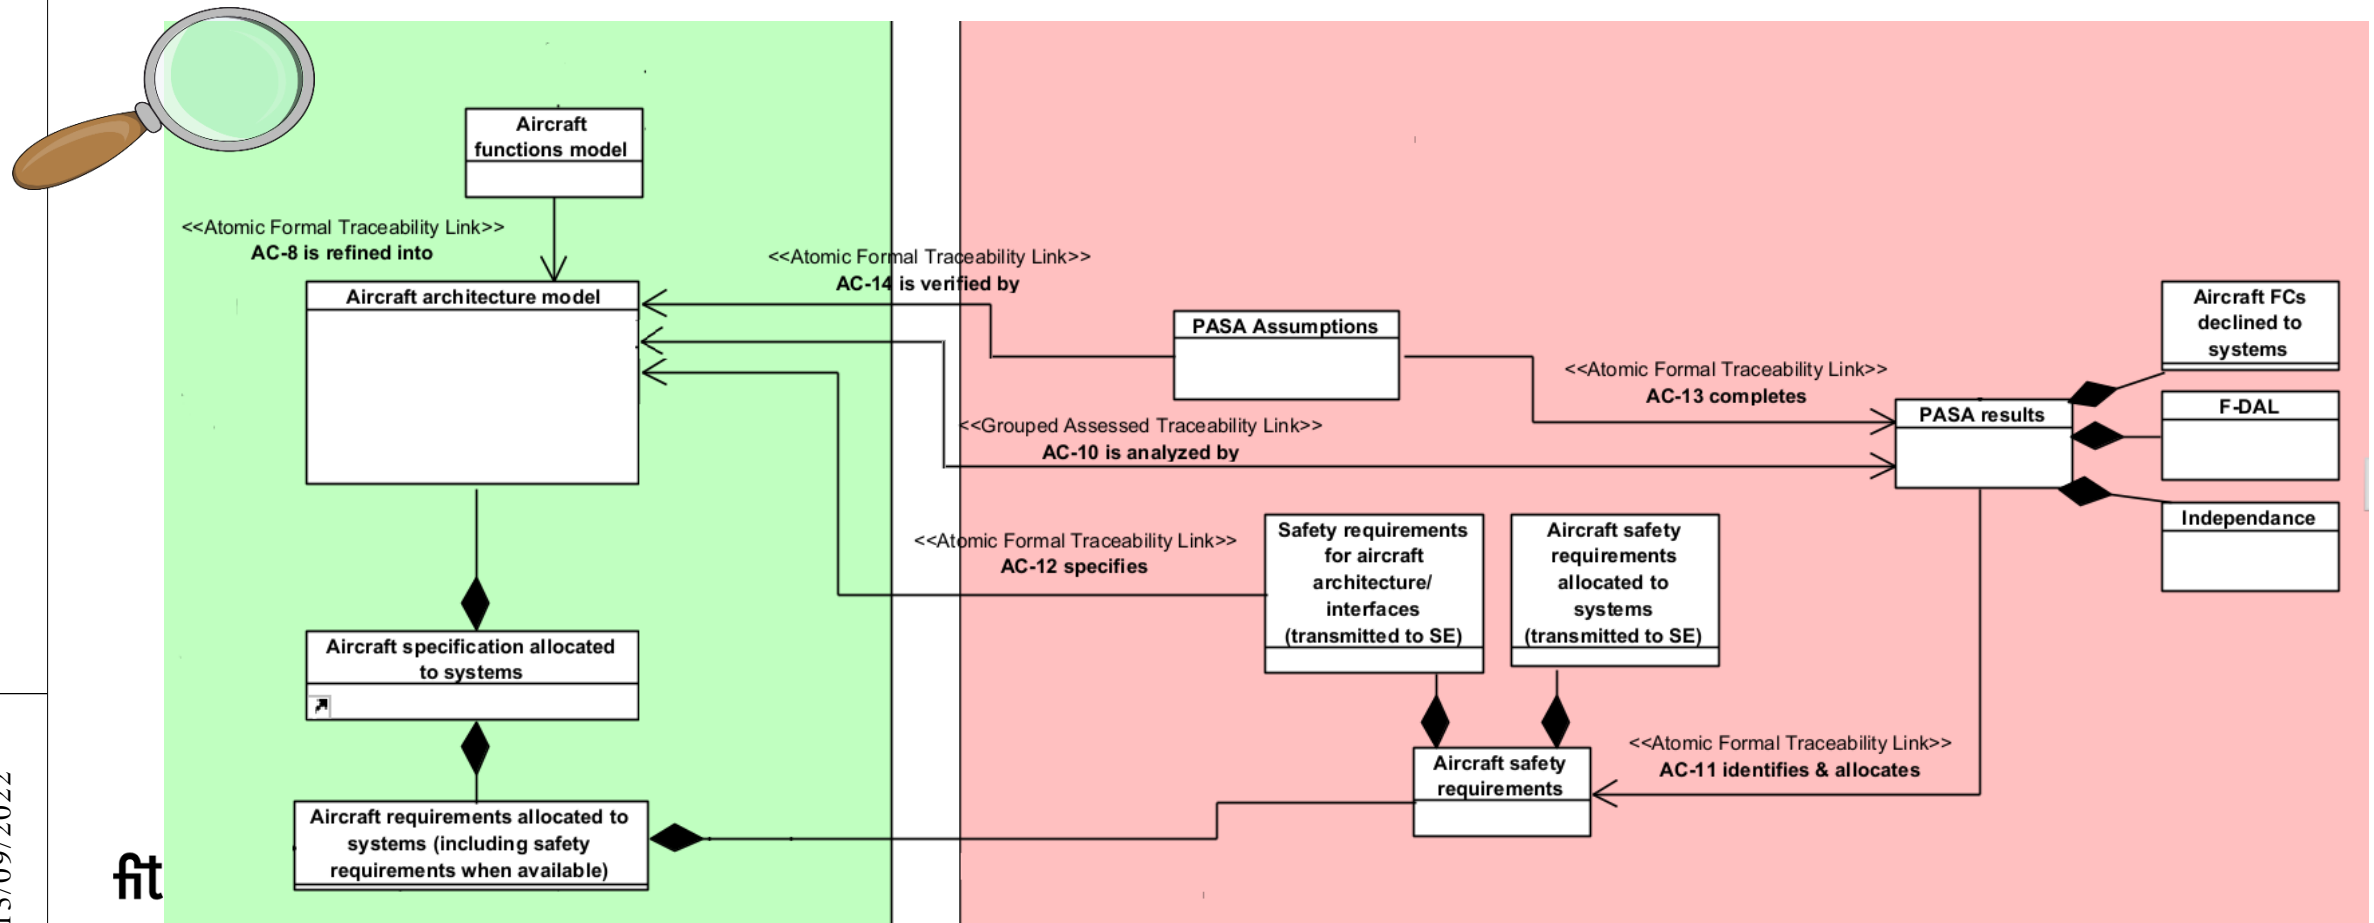 Aircraft
functions model
<<Atomic Formal Traceability Link>>
AC-8 is refined into
Aircraft architecture model
<<Atomic Formal Traceability Link>>
AC-14 is verified by
PASA Assumptions
<<Atomic Formal Traceability Link>>
AC-13 completes
<<Grouped Assessed Traceability Link>>
AC-10 is analyzed by
PASA results
Aircraft FCs
declined to
systems
F-DAL
Independance
<<Atomic Formal Traceability Link>>
AC-12 specifies
Safety requirements
for aircraft
architecture/
interfaces
(transmitted to SE)
Aircraft safety
requirements
allocated to
systems
(transmitted to SE)
Aircraft specification allocated
to systems
Aircraft safety
requirements
<<Atomic Formal Traceability Link>>
AC-11 identifies & allocates
Aircraft requirements allocated to
systems (including safety
requirements when available)
fit
/09/2022